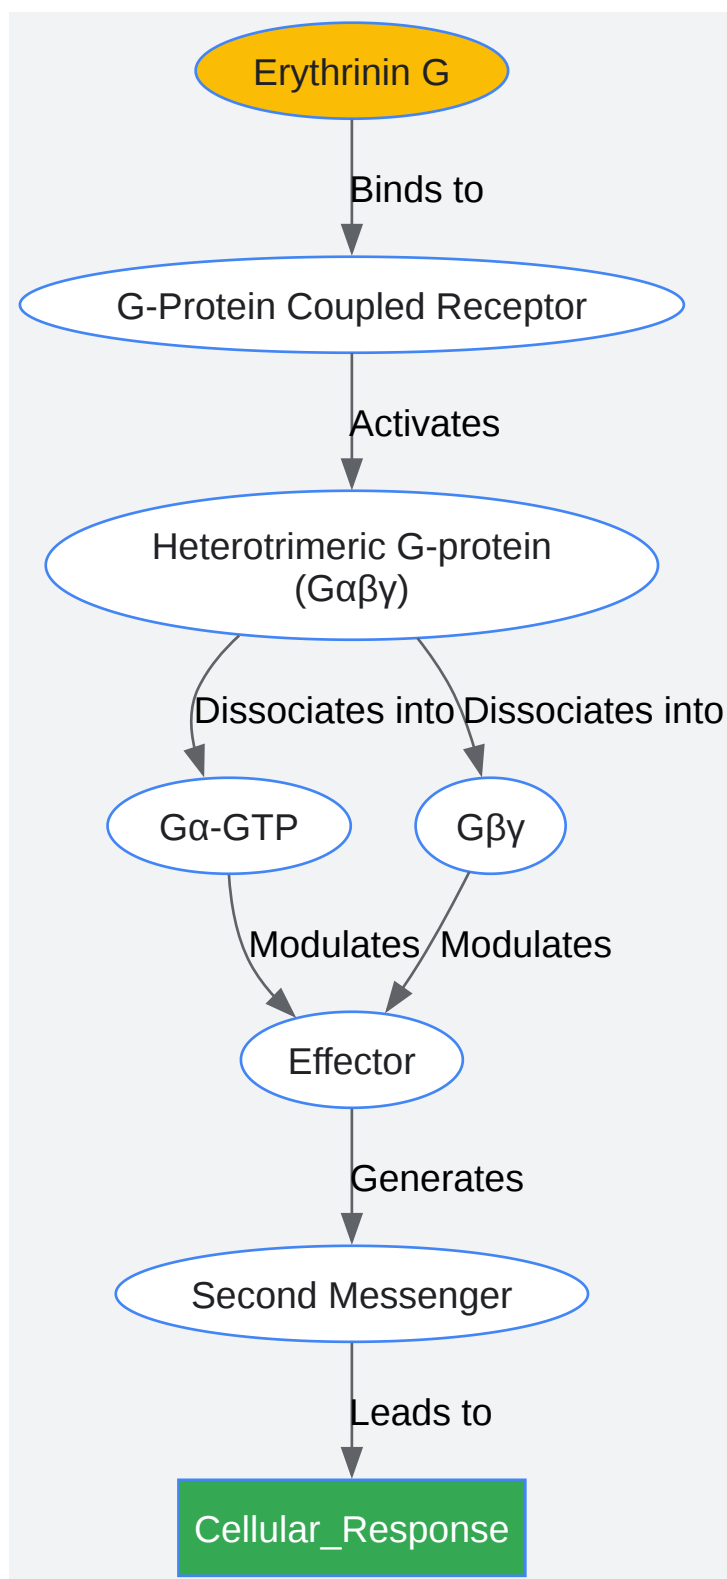 Erythrinin G
Binds to
G-Protein Coupled Receptor
Activates
Heterotrimeric G-protein
(Gαβγ)
Dissociates into
Dissociates into
Gα-GTP
Gβγ
Modulates
Modulates
Effector
Generates
Second Messenger
Leads to
Cellular_Response